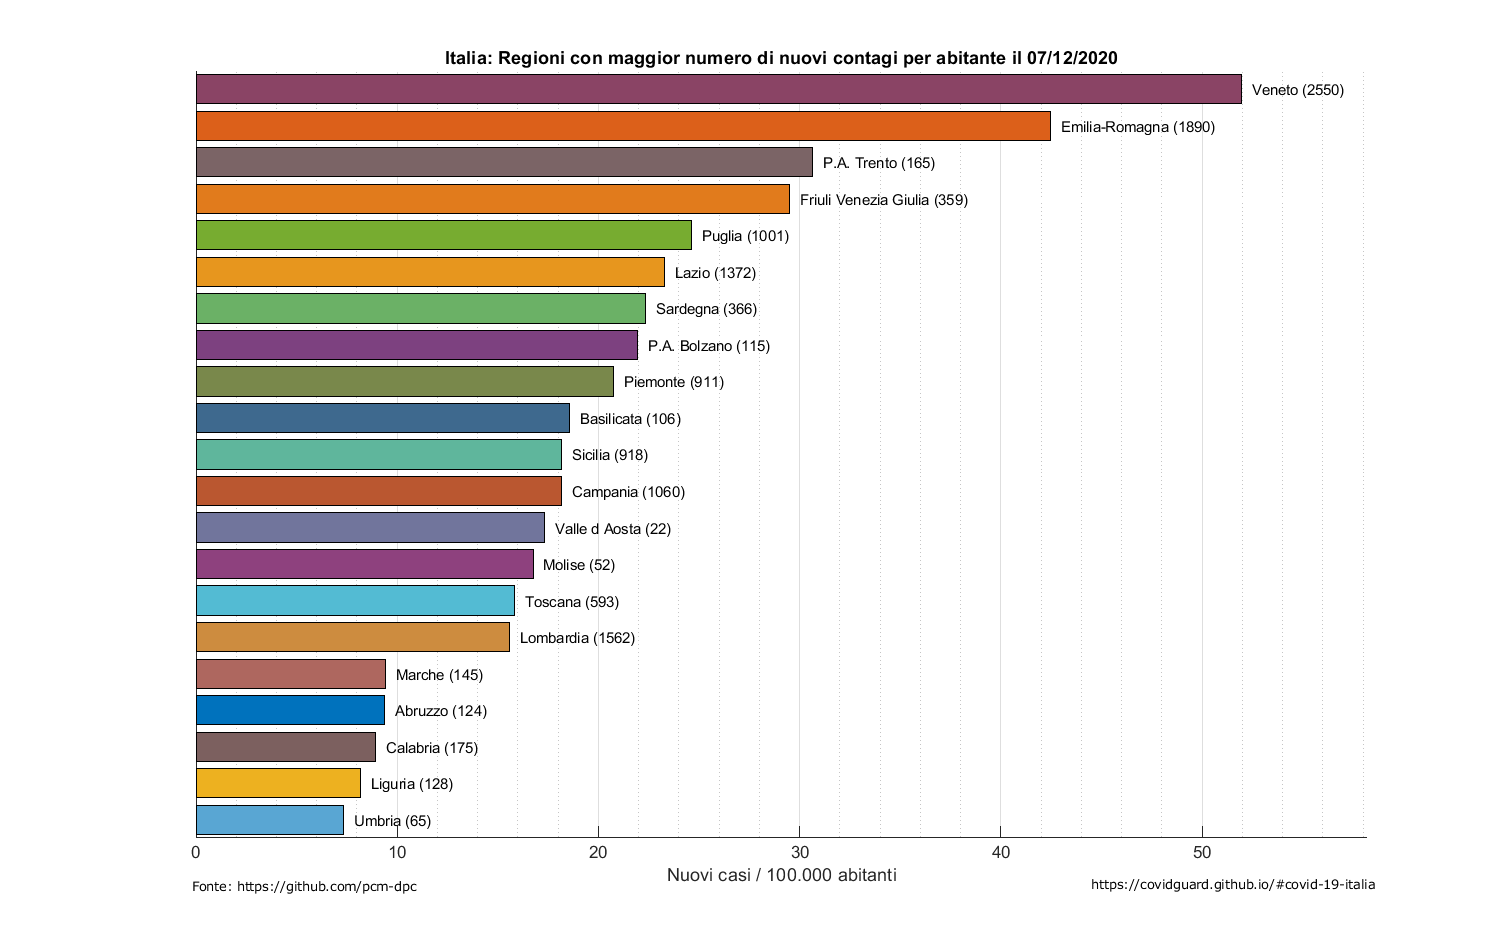 Italia: Regioni con maggior numero di nuovi contagi per abitante il 07/12/2020
Veneto (2550)
Emilia-Romagna (1890)
P.A. Trento (165)
Friuli Venezia Giulia (359)
Puglia (1001)
Lazio (1372)
Sardegna (366)
P.A. Bolzano (115)
Piemonte (911)
Basilicata (106)
Sicilia (918)
Campania (1060)
Valle d Aosta (22)
Molise (52)
Toscana (593)
Lombardia (1562)
Marche (145)
Abruzzo (124)
Calabria (175)
Liguria (128)
Umbria (65)
0 10 20 30 40 50
Nuovi casi / 100.000 abitanti
Fonte: https://github.com/pcm-dpc
https://covidguard.github.io/#covid-19-italia